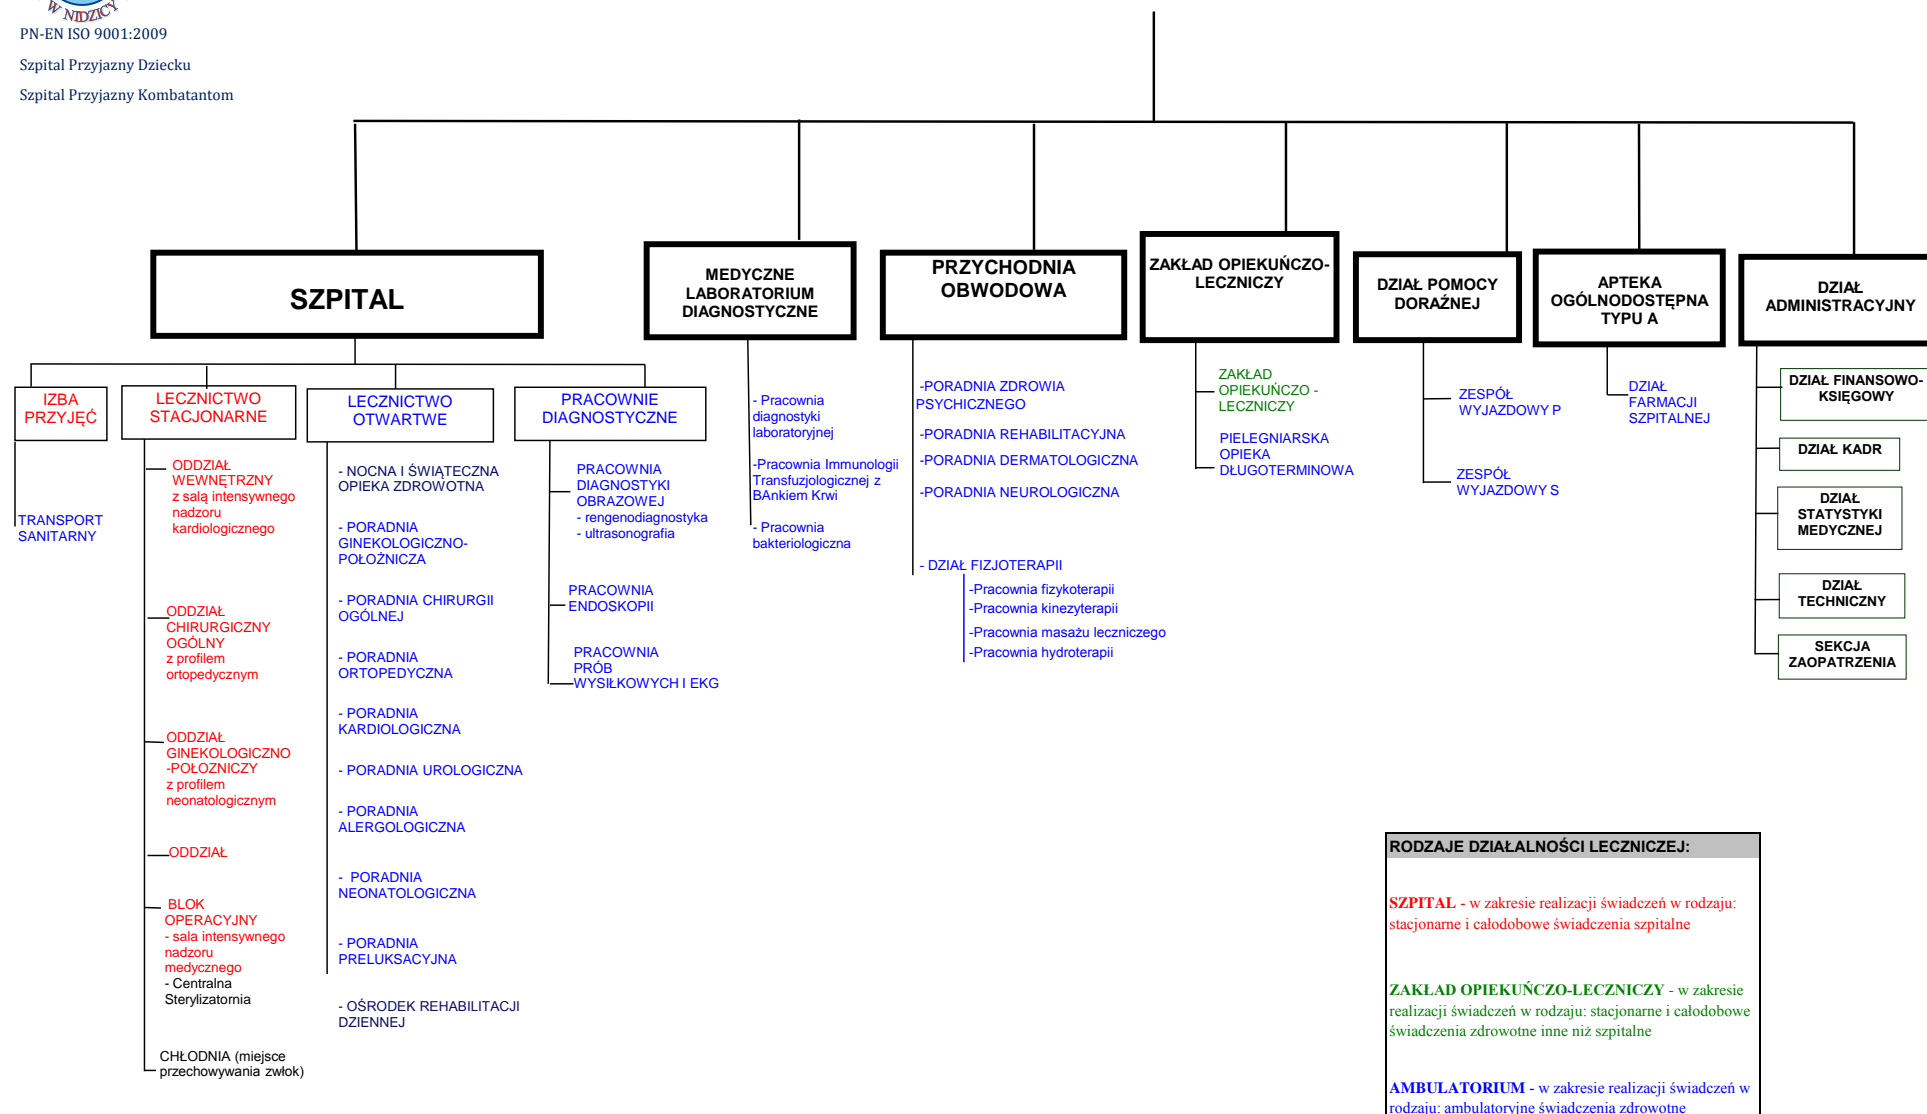 W NIDZICY
PN-EN ISO 9001:2009
Szpital Przyjazny Dziecku
Szpital Przyjazny Kombatantom
SZPITAL
MEDYCZNE
LABORATORIUM
DIAGNOSTYCZNE
PRZYCHODNIA
OBWODOWA
ZAKŁAD OPIEKUŃCZO-
LECZNICZY
DZIAŁ POMOCY
DORAŹNEJ
APTEKA
OGÓLNODOSTĘPNA
TYPU A
DZIAŁ
ADMINISTRACYJNY
IZBA
PRZYJĘĆ
TRANSPORT
SANITARNY
LECZNICTWO
STACJONARNE
ODDZIAŁ
WEWNĘTRZNY
z salą intensywnego
nadzoru
kardiologicznego
ODDZIAŁ
CHIRURGICZNY
OGÓLNY
z profilem
ortopedycznym
ODDZIAŁ
GINEKOLOGICZNO
-POŁOZNICZY
z profilem
neonatologicznym
ODDZIAŁ
BLOK
OPERACYJNY
- sala intensywnego
nadzoru
medycznego
- Centralna
Sterylizatornia
CHŁODNIA (miejsce
przechowywania zwłok)
LECZNICTWO
OTWARTWE
- NOCNA I ŚWIĄTECZNA
OPIEKA ZDROWOTNA
- PORADNIA
GINEKOLOGICZNO-
POŁOŻNICZA
- PORADNIA CHIRURGII
OGÓLNEJ
- PORADNIA
ORTOPEDYCZNA
- PORADNIA
KARDIOLOGICZNA
- PORADNIA UROLOGICZNA
- PORADNIA
ALERGOLOGICZNA
- PORADNIA
NEONATOLOGICZNA
- PORADNIA
PRELUKSACYJNA
- OŚRODEK REHABILITACJI
DZIENNEJ
PRACOWNIE
DIAGNOSTYCZNE
PRACOWNIA
DIAGNOSTYKI
OBRAZOWEJ
- rengenodiagnostyka
- ultrasonografia
PRACOWNIA
ENDOSKOPII
PRACOWNIA
PRÓB
WYSIŁKOWYCH I EKG
- Pracownia
diagnostyki
laboratoryjnej
-Pracownia Immunologii
Transfuzjologicznej z
BAnkiem Krwi
- Pracownia
bakteriologiczna
-PORADNIA ZDROWIA
PSYCHICZNEGO
-PORADNIA REHABILITACYJNA
-PORADNIA DERMATOLOGICZNA
-PORADNIA NEUROLOGICZNA
- DZIAŁ FIZJOTERAPII
-Pracownia fizykoterapii
-Pracownia kinezyterapii
-Pracownia masażu leczniczego
-Pracownia hydroterapii
ZAKŁAD
OPIEKUŃCZO -
LECZNICZY
PIELEGNIARSKA
OPIEKA
DŁUGOTERMINOWA
ZESPÓŁ
WYJAZDOWY P
ZESPÓŁ
WYJAZDOWY S
DZIAŁ
FARMACJI
SZPITALNEJ
DZIAŁ FINANSOWO-
KSIĘGOWY
DZIAŁ KADR
DZIAŁ
STATYSTYKI
MEDYCZNEJ
DZIAŁ
TECHNICZNY
SEKCJA
ZAOPATRZENIA
RODZAJE DZIAŁALNOŚCI LECZNICZEJ:
SZPITAL - w zakresie realizacji świadczeń w rodzaju:
stacjonarne i całodobowe świadczenia szpitalne
ZAKŁAD OPIEKUŃCZO-LECZNICZY - w zakresie
realizacji świadczeń w rodzaju: stacjonarne i całodobowe
świadczenia zdrowotne inne niż szpitalne
AMBULATORIUM - w zakresie realizacji świadczeń w
rodzaju: ambulatoryjne świadczenia zdrowotne